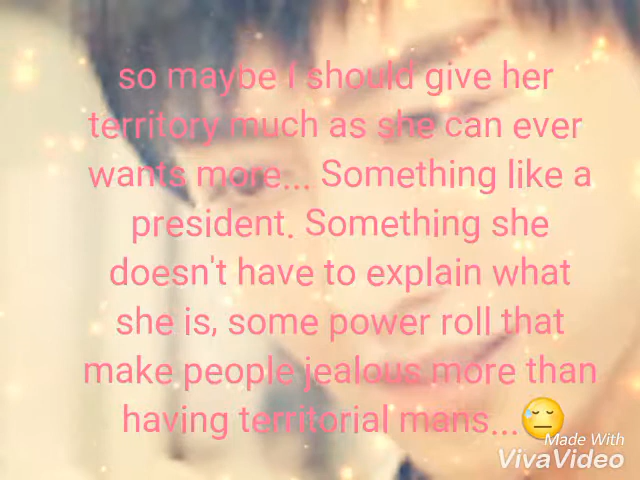 so maybe I should give her
territory much as she can ever
wants more... Something like a
president. Something she
doesn't have to explain what
she is, some power roll that
make people jealous more than
having territorial mans...😓
Made With
VivaVideo